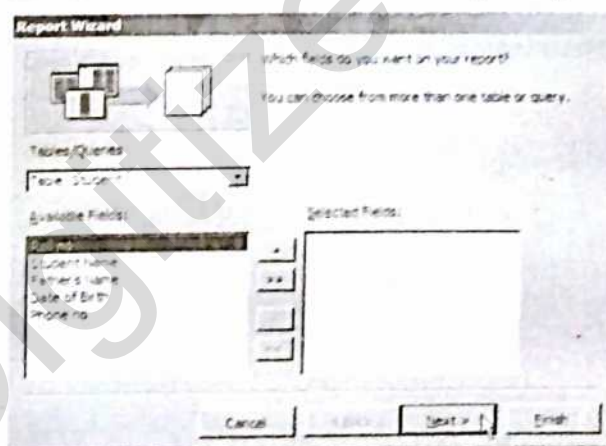 Report Wizard
Which fields do you want on your report?
You can choose from more than one table or query.
Tables/Queries
Table: Student
Available Fields:
Selected Fields:
Roll no
Student Name
Father's Name
Date of Birth
Phone no
>
>>
<<
Cancel
Next >
Finish
Digitize